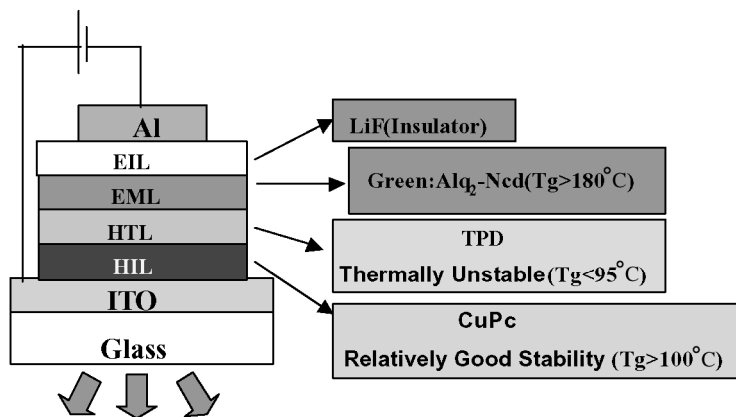 Al
EIL
EML
HTL
HIL
ITO
Glass
LiF(Insulator)
Green:Alq₂-Ncd(Tg>180°C)
TPD
Thermally Unstable(Tg<95°C)
CuPc
Relatively Good Stability (Tg>100°C)